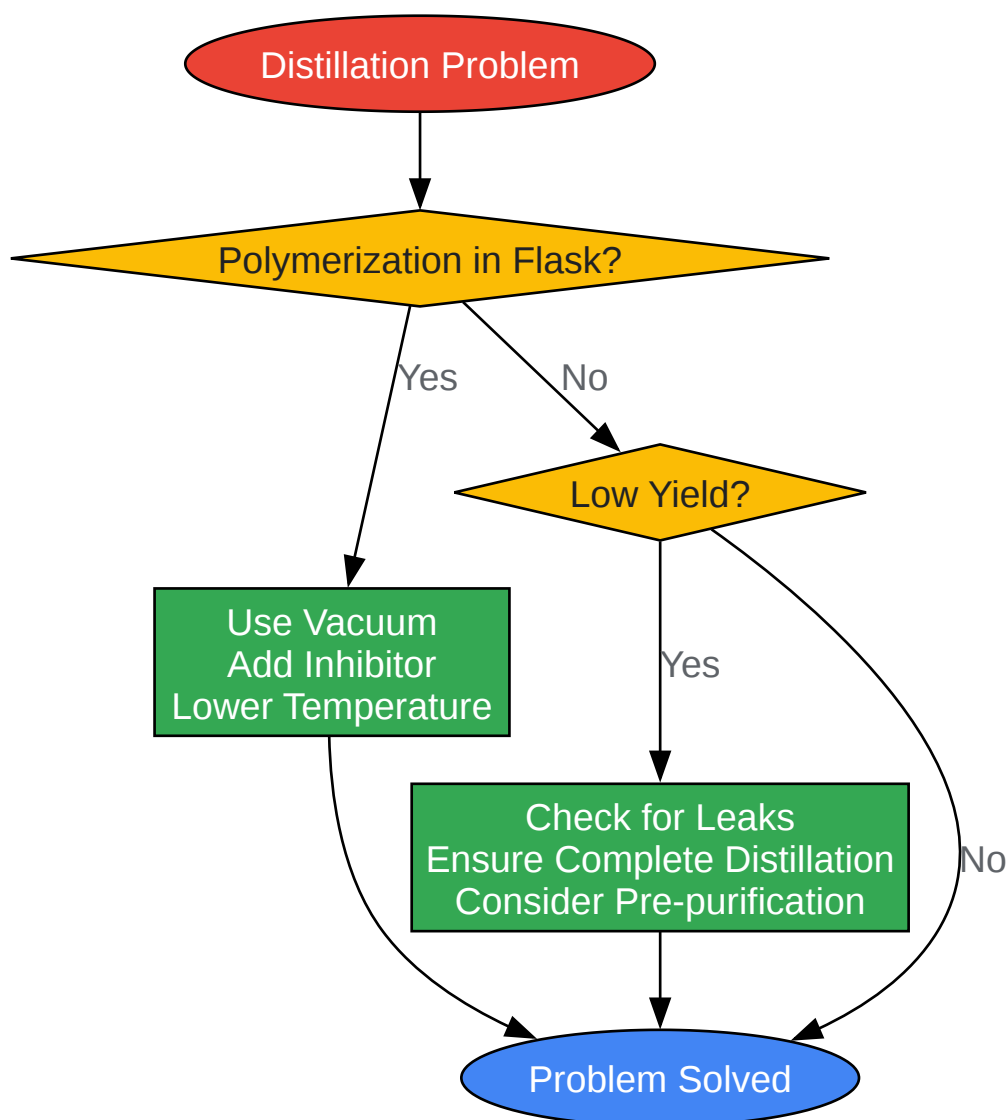 Distillation Problem
Polymerization in Flask?
Yes
No
Low Yield?
Use Vacuum
Add Inhibitor
Lower Temperature
Yes
Check for Leaks
Ensure Complete Distillation
Consider Pre-purification
No
Problem Solved